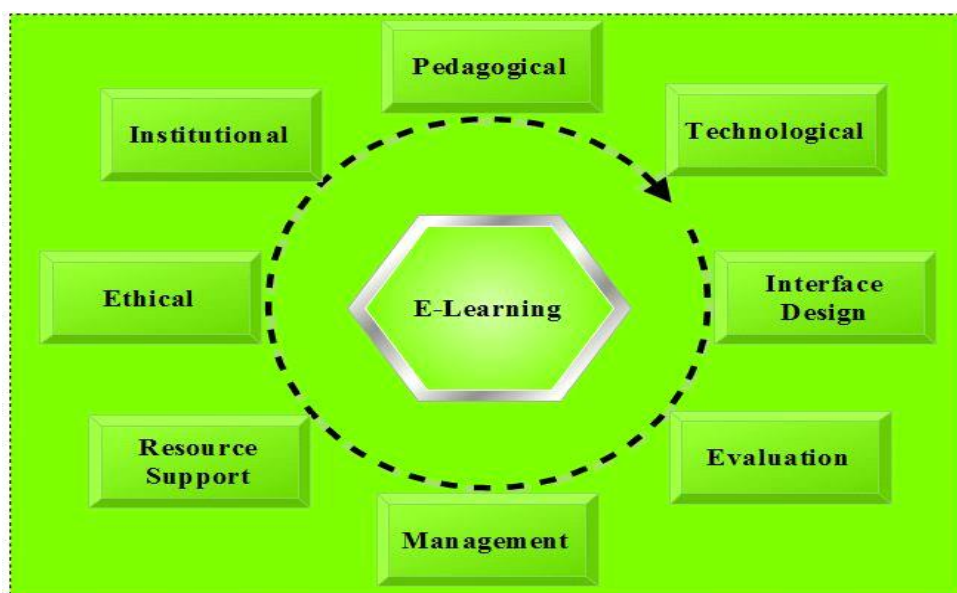 Pedagogical
Institutional
Technological
Ethical
E-Learning
Interface
Design
Resource
Support
Evaluation
Management